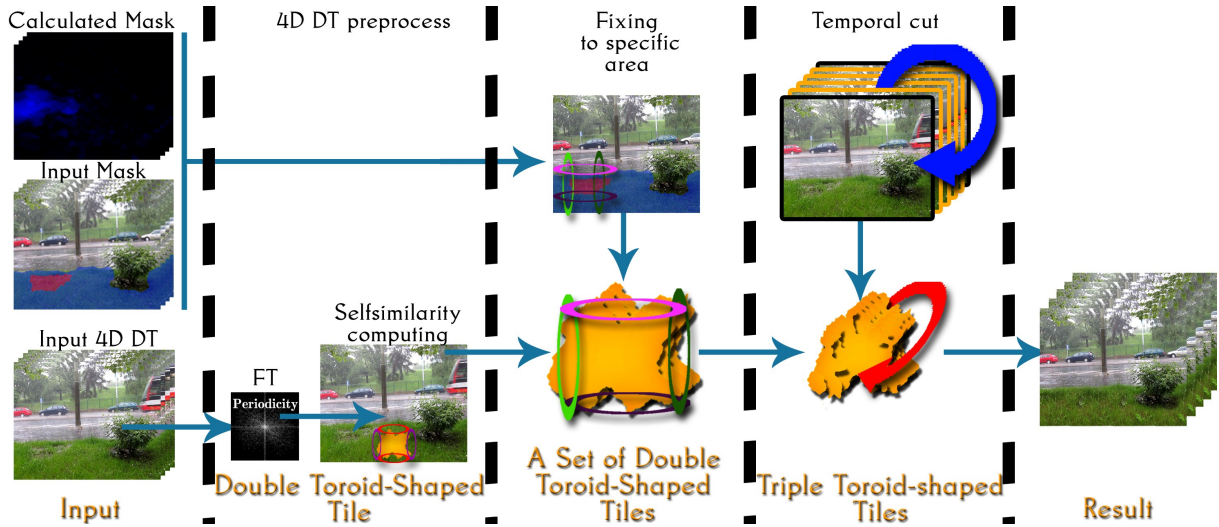 Calculated Mask
4D DT preprocess
Fixing
to specific
area
Temporal cut
Input Mask
Input 4D DT
FT
Periodicity
Selfsimilarity
computing
Input
Double Toroid-Shaped
Tile
A Set of Double
Toroid-Shaped
Tiles
Triple Toroid-shaped
Tiles
Result